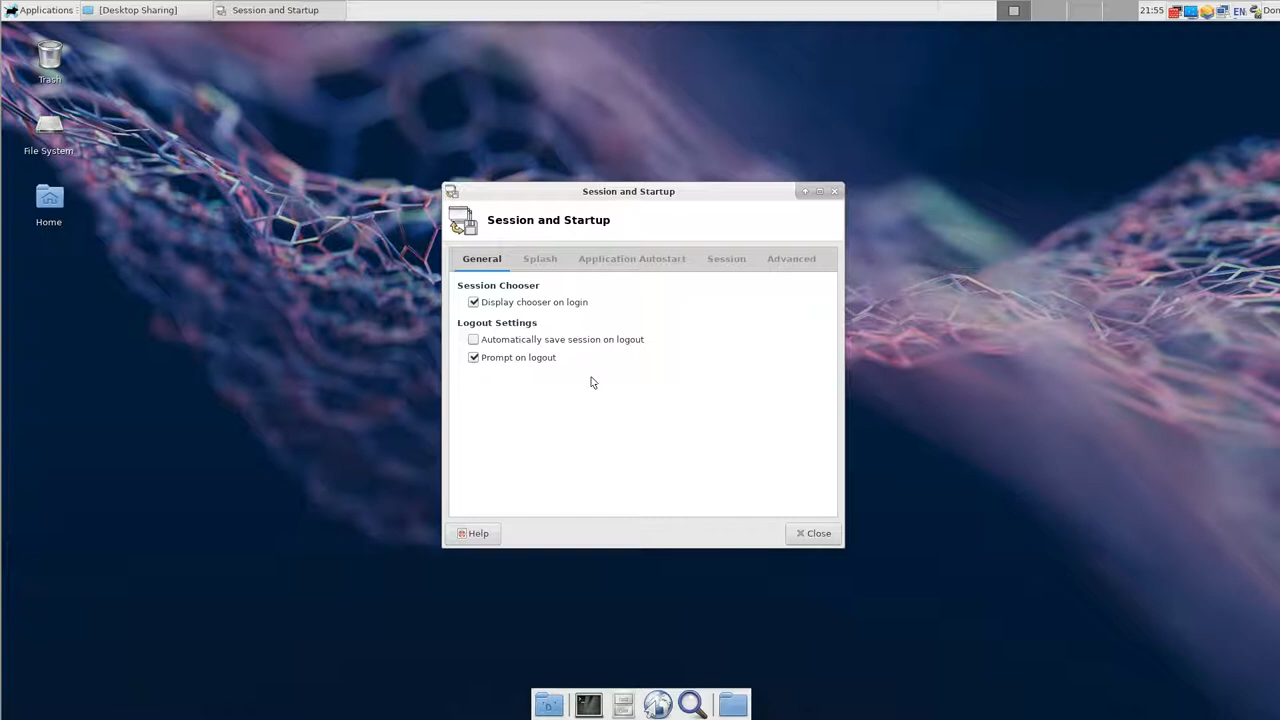 Applications
[Desktop Sharing]
Session and Startup
21:55
EN
Don
Trash
File System
Home
Session and Startup
Session and Startup
General
Splash
Application Autostart
Session
Advanced
Session Chooser
Display chooser on login
Logout Settings
Automatically save session on logout
Prompt on logout
Help
Close